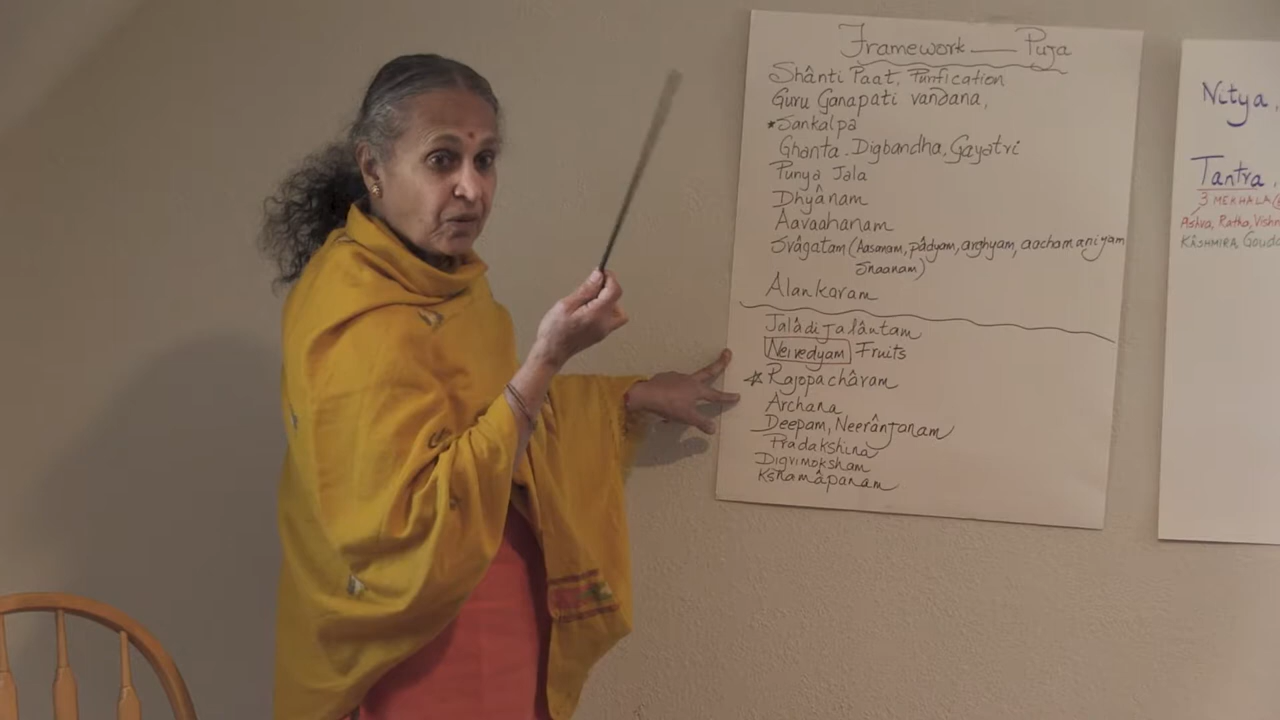 Framework — Puja
Shânti Paat, Purification
Guru Ganapati vandana,
*Sankalpa
Ghanta. Digbandha, Gayatri
Punya Jala
Dhyânam
Aavaahanam
Svâgatam (Aasanam, pâdyam, arghyam, aachamaniyam
Snaanam)
Alankaram
Jalâdi jalântam
Neivedyam Fruits
☆ Rajopachâram
Archana
Deepam, Neerânjanam
Pradakshina
Digvimoksham
Kshamâpanam
Nitya,
Tantra,
3 MEKHALA
Ashva, Ratha, Vishn
KÂSHMIRA, Gouda